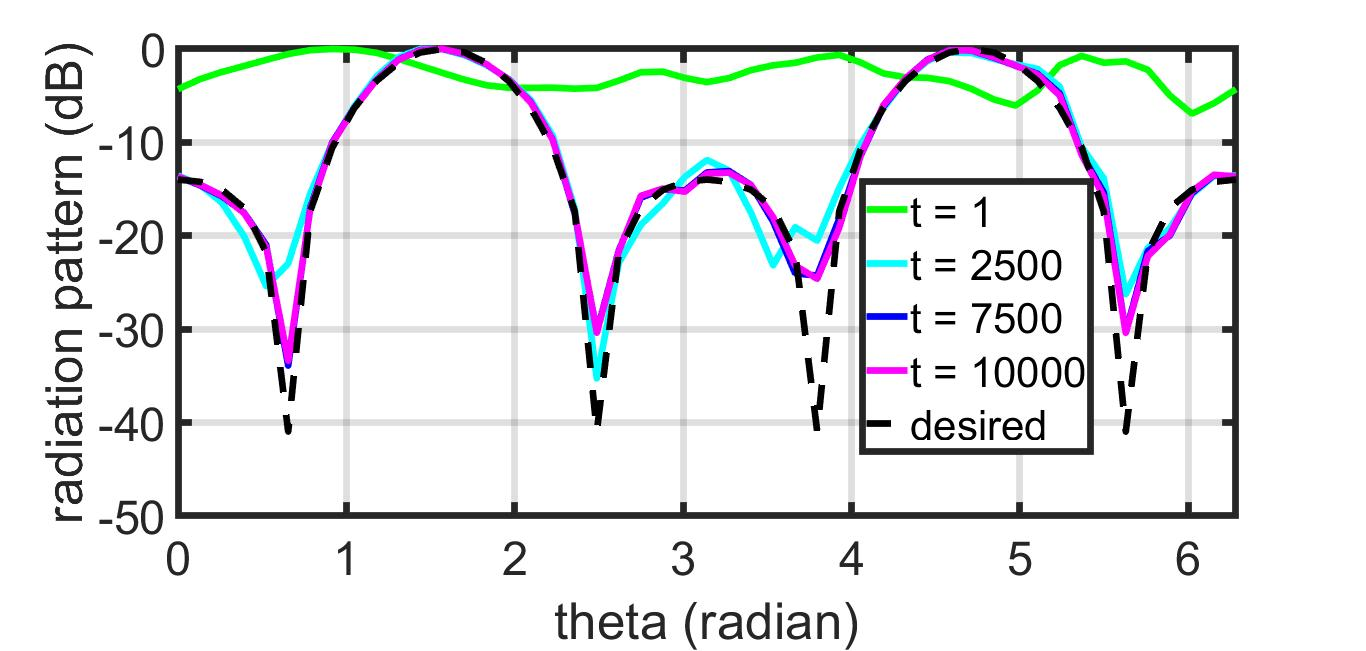 radiation pattern (dB)
0
-10
-20
-30
-40
-50
0 1 2 3 4 5 6
theta (radian)
t = 1
t = 2500
t = 7500
t = 10000
desired